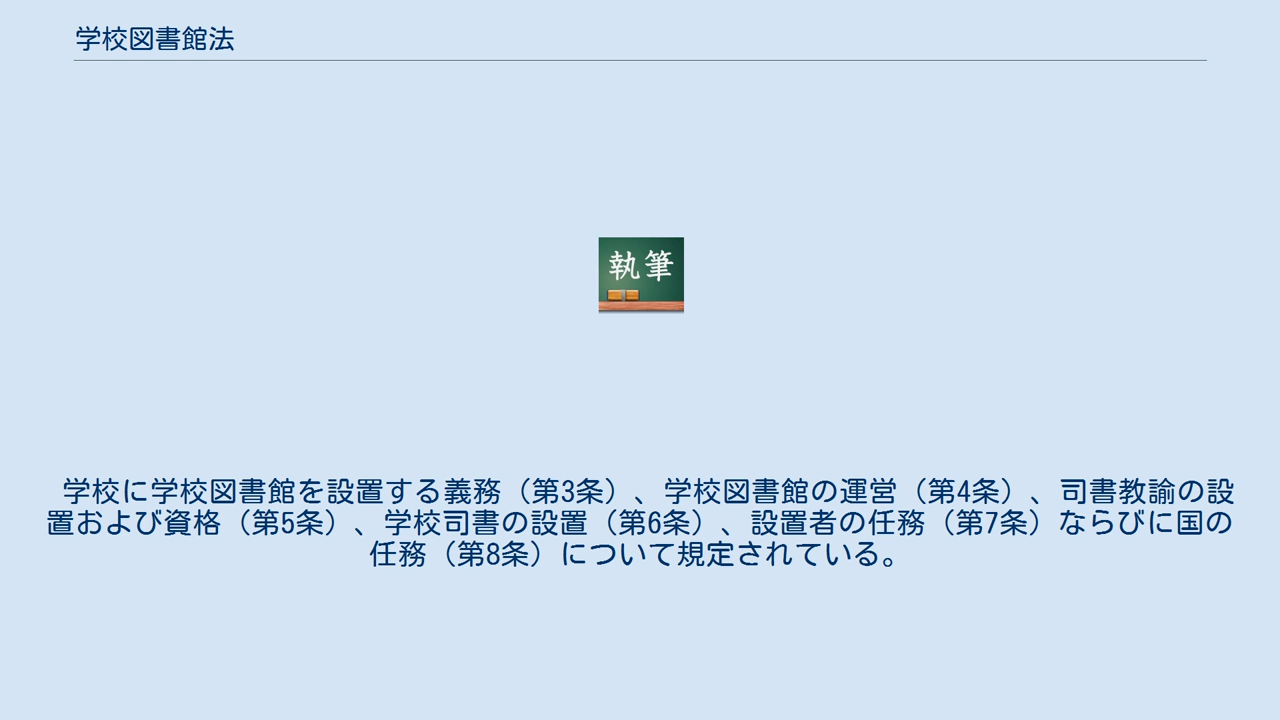 学校図書館法
執筆
学校に学校図書館を設置する義務（第3条）、学校図書館の運営（第4条）、司書教諭の設
置および資格（第5条）、学校司書の設置（第6条）、設置者の任務（第7条）ならびに国の
任務（第8条）について規定されている。